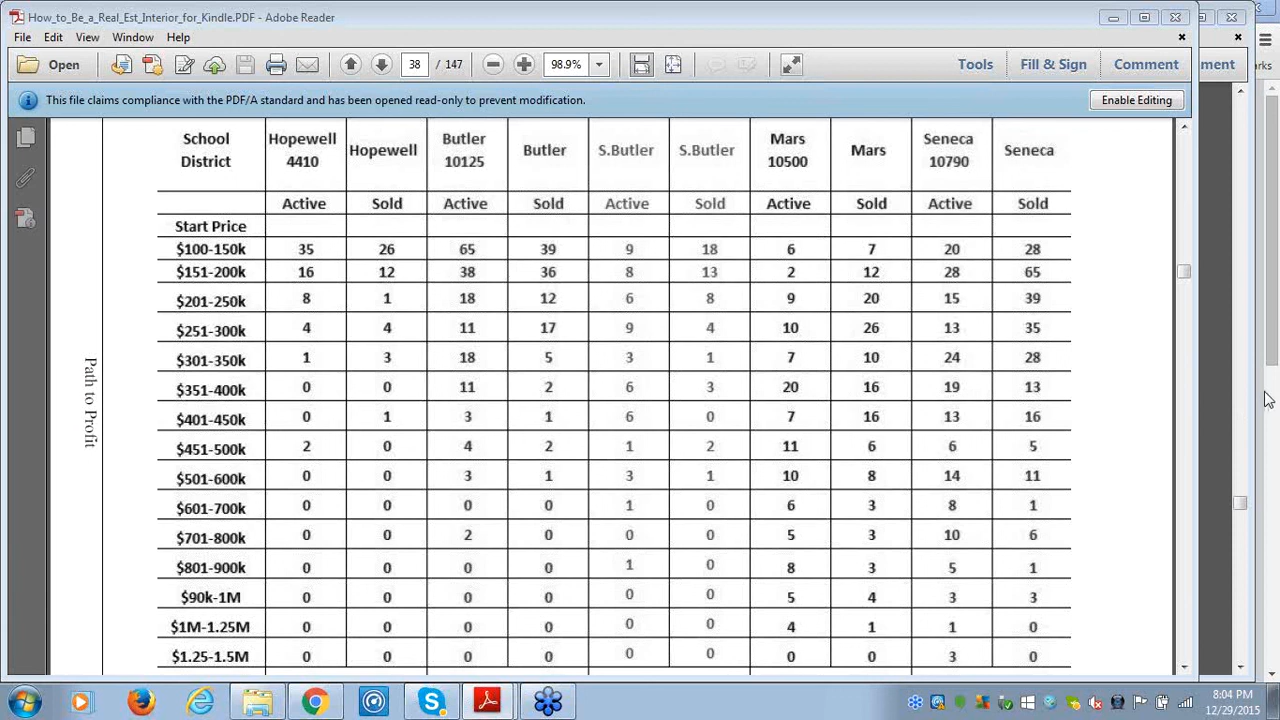 How_to_Be_a_Real_Est_Interior_for_Kindle.PDF - Adobe Reader
File Edit View Window Help
Open 38 / 147 98.9% Tools Fill & Sign Comment ment
This file claims compliance with the PDF/A standard and has been opened read-only to prevent modification. Enable Editing
School District Hopewell 4410 Hopewell Butler 10125 Butler S.Butler S.Butler Mars 10500 Mars Seneca 10790 Seneca
Active Sold Active Sold Active Sold Active Sold Active Sold
Start Price
$100-150k 35 26 65 39 9 18 6 7 20 28
$151-200k 16 12 38 36 8 13 2 12 28 65
$201-250k 8 1 18 12 6 8 9 20 15 39
$251-300k 4 4 11 17 9 4 10 26 13 35
$301-350k 1 3 18 5 3 1 7 10 24 28
$351-400k 0 0 11 2 6 3 20 16 19 13
$401-450k 0 1 3 1 6 0 7 16 13 16
$451-500k 2 0 4 2 1 2 11 6 6 5
$501-600k 0 0 3 1 3 1 10 8 14 11
$601-700k 0 0 0 0 1 0 6 3 8 1
$701-800k 0 0 2 0 0 0 5 3 10 6
$801-900k 0 0 0 0 1 0 8 3 5 1
$90k-1M 0 0 0 0 0 0 5 4 3 3
$1M-1.25M 0 0 0 0 0 0 4 1 1 0
$1.25-1.5M 0 0 0 0 0 0 0 0 3 0
Path to Profit
rks
8:04 PM
12/29/2015